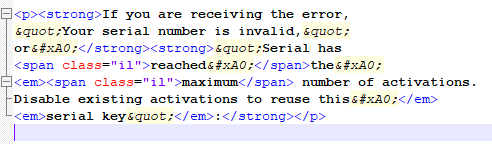 <p><strong>If you are receiving the error,
&quot;Your serial number is invalid,&quot;
or&#xA0;</strong><strong>&quot;Serial has
<span class="il">reached&#xA0;</span>the&#xA0;
<em><span class="il">maximum</span> number of activations.
Disable existing activations to reuse this&#xA0;</em>
<em>serial key&quot;</em>:</strong></p>